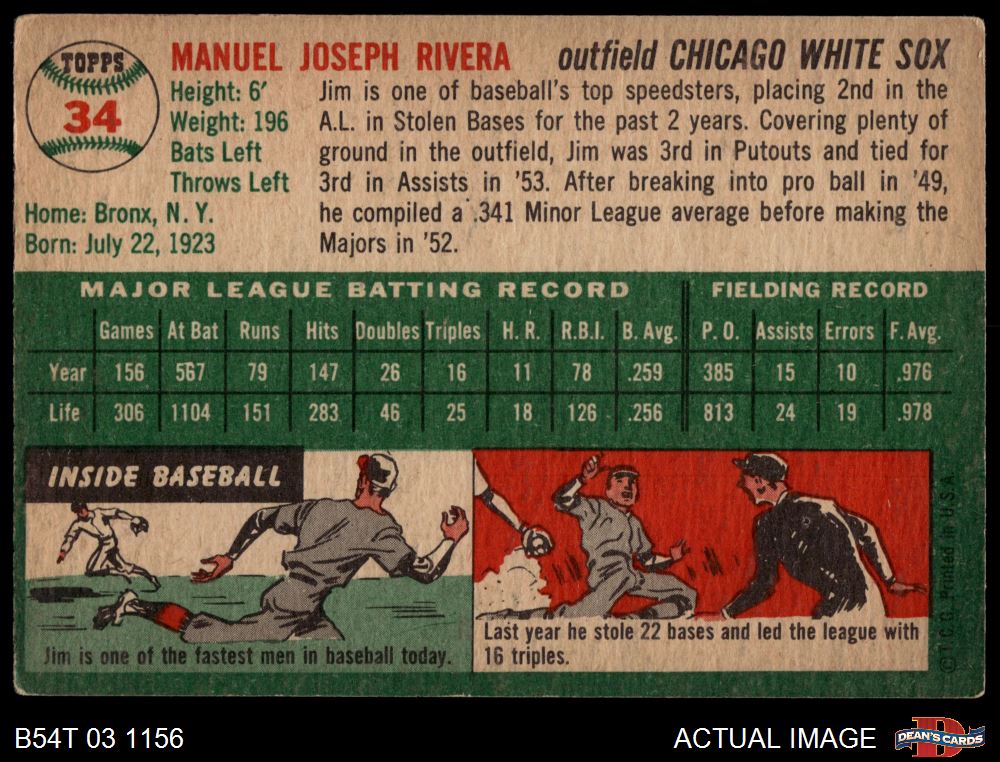 TOPPS
34
MANUEL JOSEPH RIVERA outfield CHICAGO WHITE SOX
Height: 6'
Weight: 196
Bats Left
Throws Left
Home: Bronx, N. Y.
Born: July 22, 1923
Jim is one of baseball's top speedsters, placing 2nd in the
A.L. in Stolen Bases for the past 2 years. Covering plenty of
ground in the outfield, Jim was 3rd in Putouts and tied for
3rd in Assists in '53. After breaking into pro ball in '49,
he compiled a .341 Minor League average before making the
Majors in '52.
MAJOR LEAGUE BATTING RECORD FIELDING RECORD
Games At Bat Runs Hits Doubles Triples H. R. R.B.I. B. Avg. P. O. Assists Errors F. Avg.
Year 156 567 79 147 26 16 11 78 .259 385 15 10 .976
Life 306 1104 151 283 46 25 18 126 .256 813 24 19 .978
INSIDE BASEBALL
Jim is one of the fastest men in baseball today.
Last year he stole 22 bases and led the league with
16 triples.
© T.C.G. Printed in U.S.A.
B54T 03 1156
ACTUAL IMAGE
DEAN'S CARDS